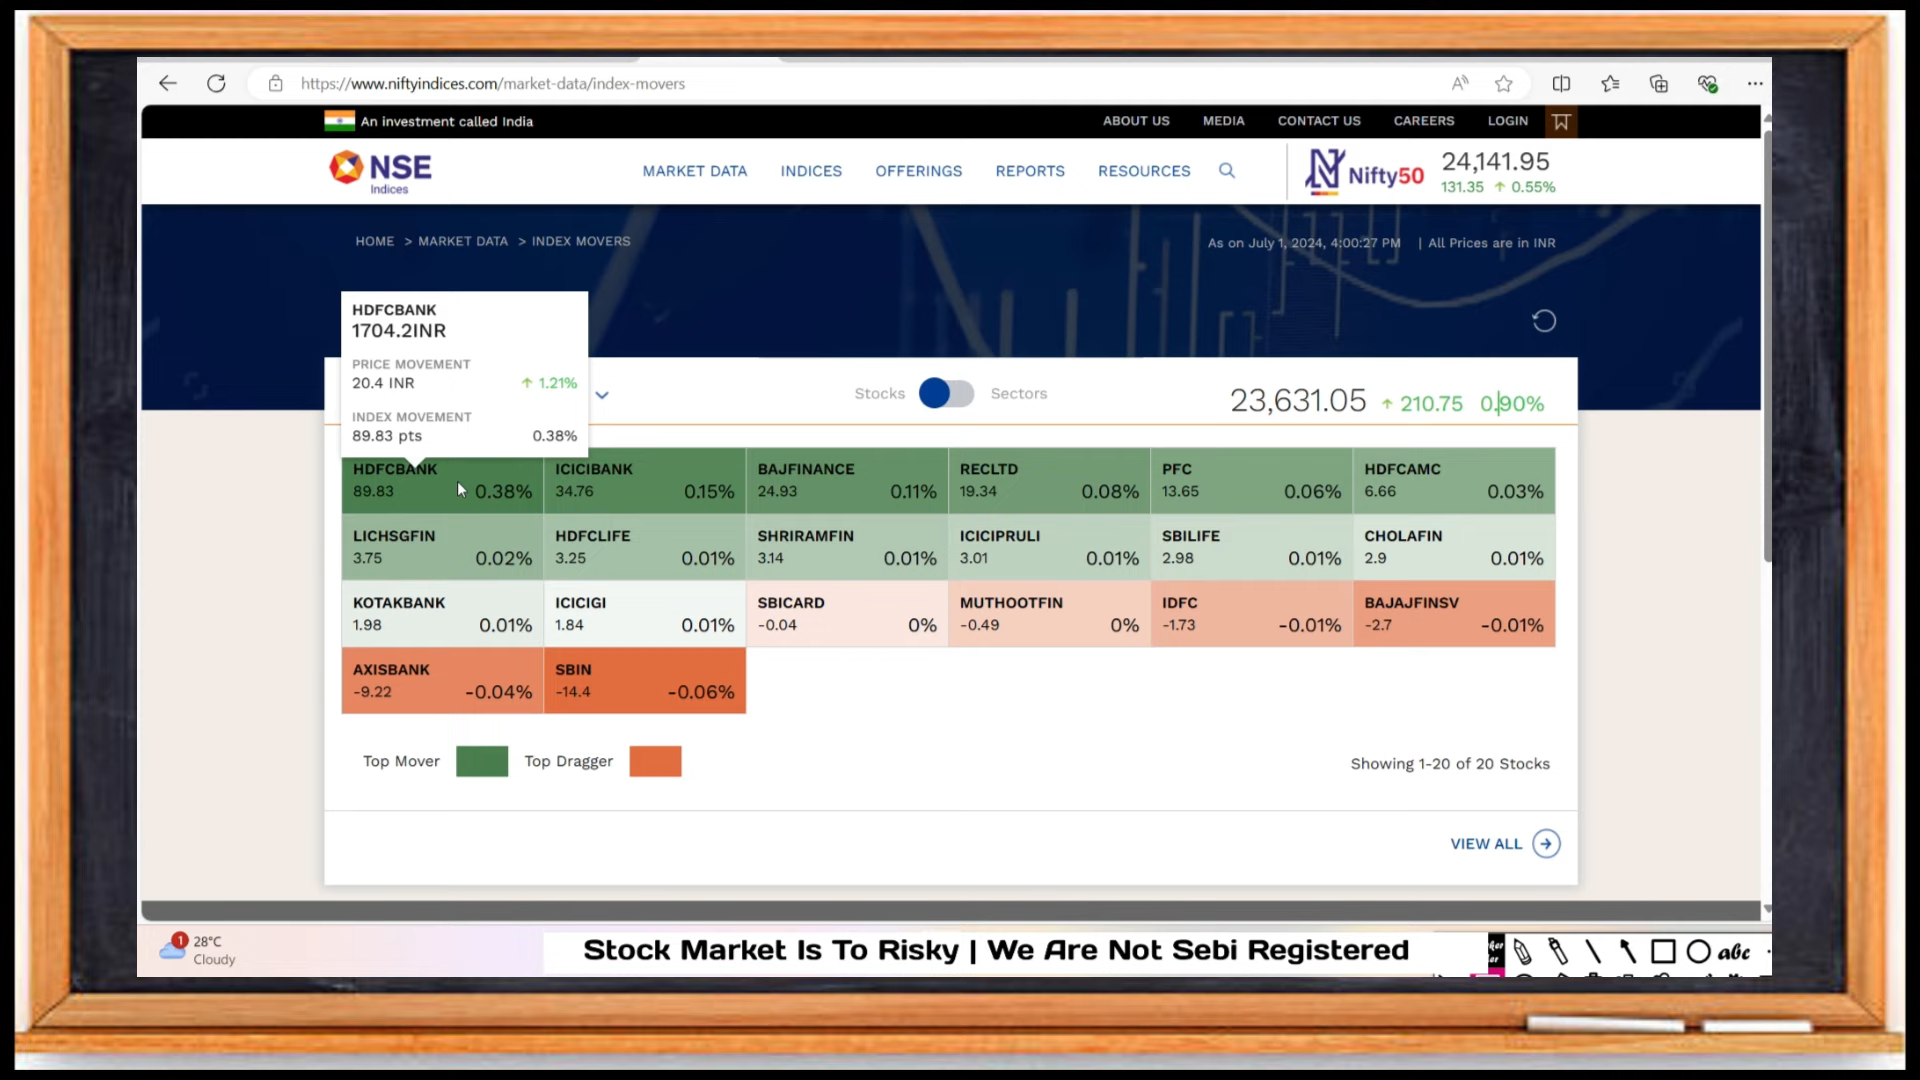 https://www.niftyindices.com/market-data/index-movers
An investment called India
ABOUT US MEDIA CONTACT US CAREERS LOGIN
NSE
Indices
MARKET DATA INDICES OFFERINGS REPORTS RESOURCES
Nifty50
24,141.95
131.35 ↑ 0.55%
HOME > MARKET DATA > INDEX MOVERS
As on July 1, 2024, 4:00:27 PM | All Prices are in INR
HDFCBANK
1704.2INR
PRICE MOVEMENT
20.4 INR ↑ 1.21%
INDEX MOVEMENT
89.83 pts 0.38%
Stocks Sectors
23,631.05 ↑ 210.75 0.90%
HDFCBANK ICICIBANK BAJFINANCE RECLTD PFC HDFCAMC
89.83 0.38% 34.76 0.15% 24.93 0.11% 19.34 0.08% 13.65 0.06% 6.66 0.03%
LICHSGFIN HDFCLIFE SHRIRAMFIN ICICIPRULI SBILIFE CHOLAFIN
3.75 0.02% 3.25 0.01% 3.14 0.01% 3.01 0.01% 2.98 0.01% 2.9 0.01%
KOTAKBANK ICICIGI SBICARD MUTHOOTFIN IDFC BAJAJFINSV
1.98 0.01% 1.84 0.01% -0.04 0% -0.49 0% -1.73 -0.01% -2.7 -0.01%
AXISBANK SBIN
-9.22 -0.04% -14.4 -0.06%
Top Mover Top Dragger
Showing 1-20 of 20 Stocks
VIEW ALL
1
28°C
Cloudy
Stock Market Is To Risky | We Are Not Sebi Registered
abc